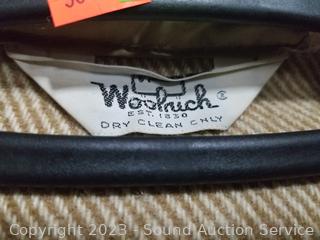 Woolrich®
EST. 1830
DRY CLEAN ONLY
Copyright 2023 - Sound Auction Service